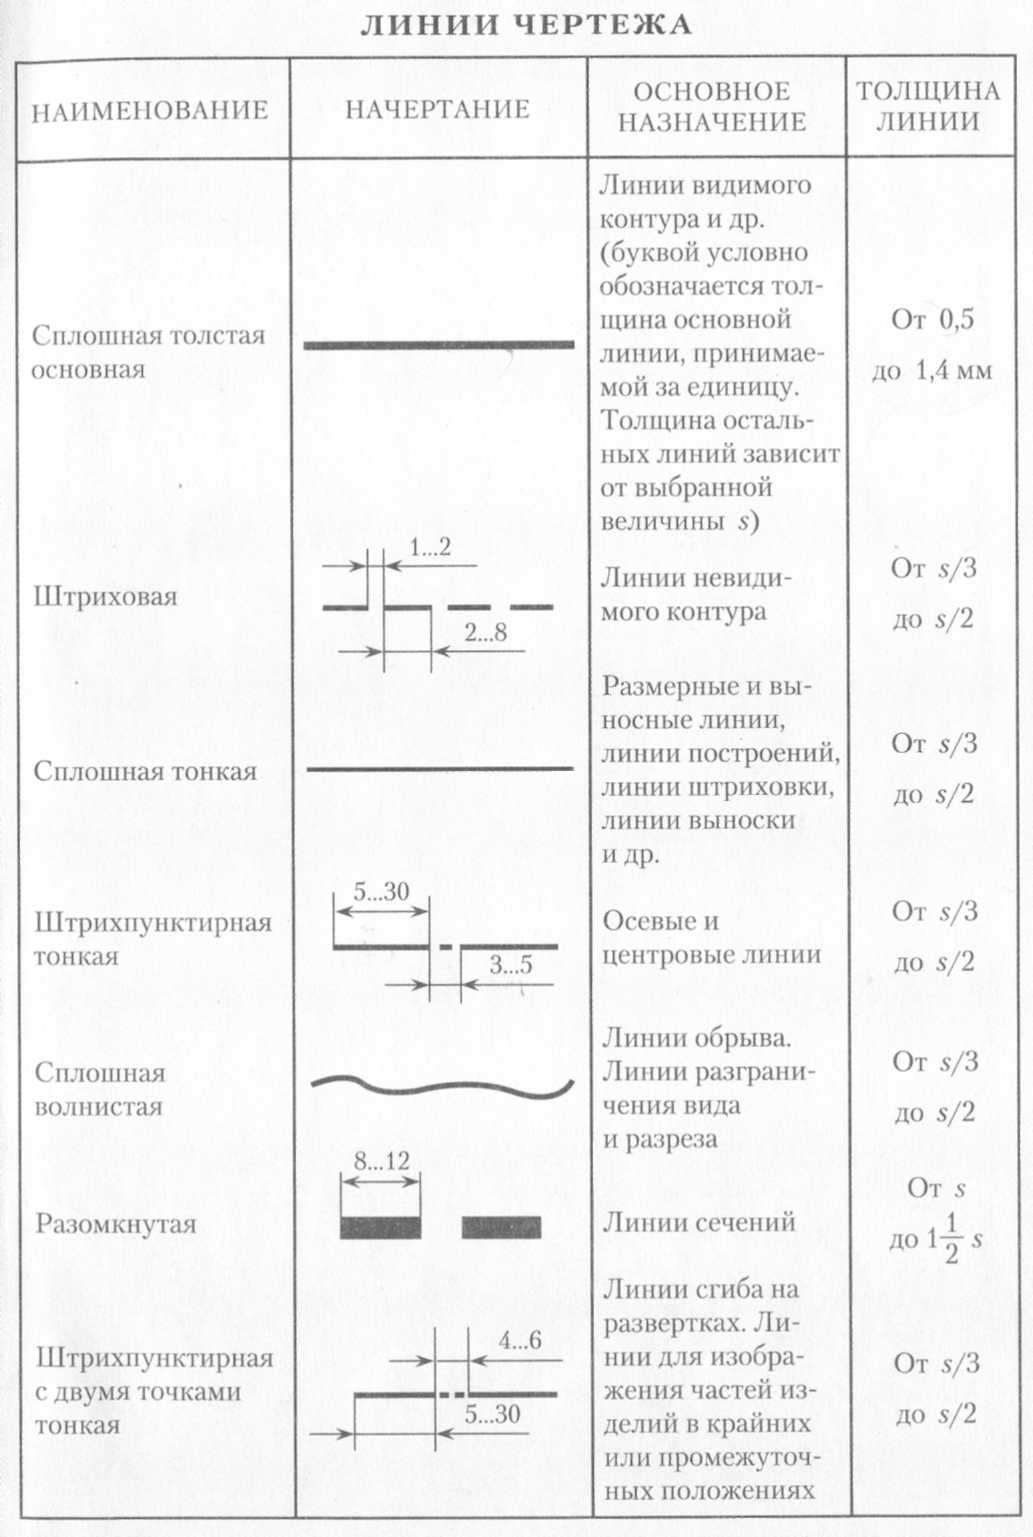 ЛИНИИ ЧЕРТЕЖА
НАИМЕНОВАНИЕ
НАЧЕРТАНИЕ
ОСНОВНОЕ
НАЗНАЧЕНИЕ
ТОЛЩИНА
ЛИНИИ
Сплошная толстая
основная
Линии видимого
контура и др.
(буквой условно
обозначается тол-
щина основной
линии, принимае-
мой за единицу.
Толщина осталь-
ных линий зависит
от выбранной
величины s)
От 0,5
до 1,4 мм
Штриховая
1...2
2...8
Линии невиди-
мого контура
От s/3
до s/2
Сплошная тонкая
Размерные и вы-
носные линии,
линии построений,
линии штриховки,
линии выноски
и др.
От s/3
до s/2
Штрихпунктирная
тонкая
5...30
3...5
Осевые и
центровые линии
От s/3
до s/2
Сплошная
волнистая
Линии обрыва.
Линии разграни-
чения вида
и разреза
От s/3
до s/2
Разомкнутая
8...12
Линии сечений
От s
до 1 1/2 s
Штрихпунктирная
с двумя точками
тонкая
4...6
5...30
Линии сгиба на
развертках. Ли-
нии для изобра-
жения частей из-
делий в крайних
или промежуточ-
ных положениях
От s/3
до s/2